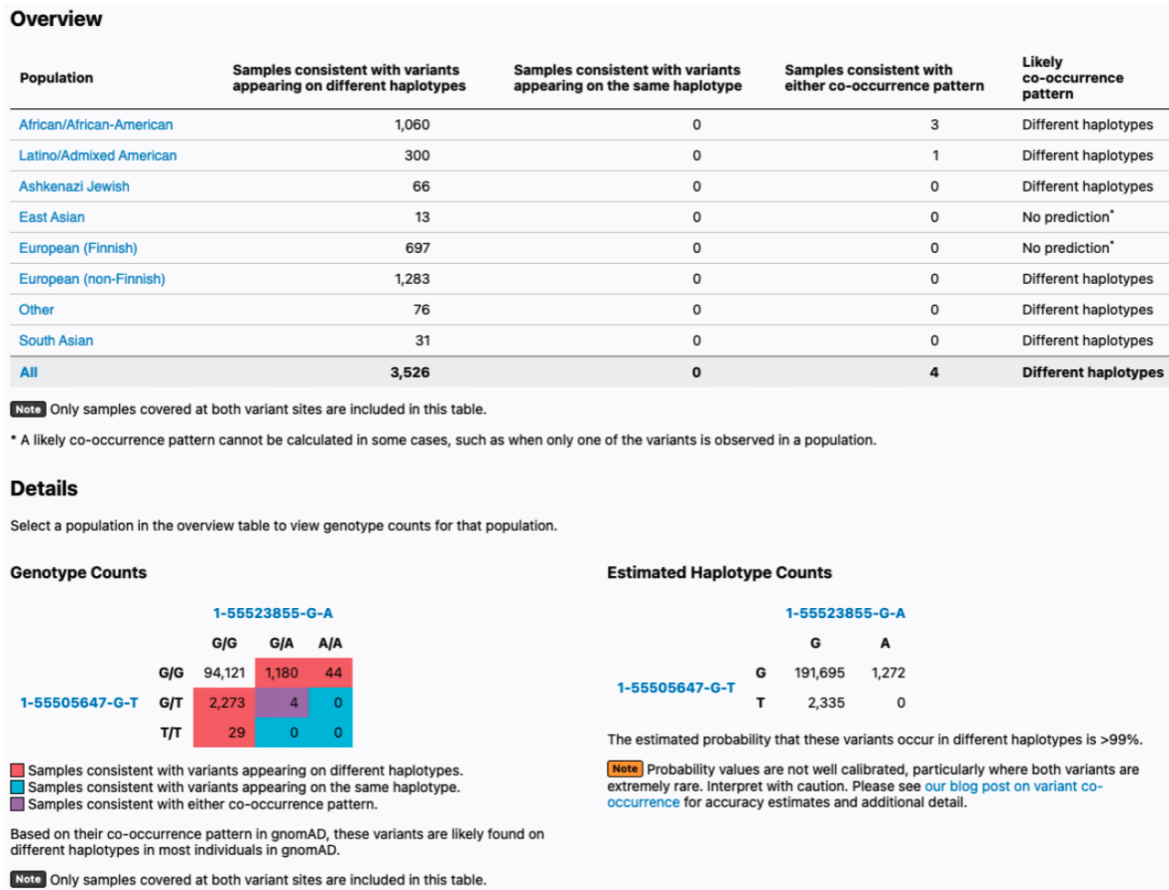 Overview
Population
Samples consistent with variants appearing on different haplotypes
Samples consistent with variants appearing on the same haplotype
Samples consistent with either co-occurrence pattern
Likely co-occurrence pattern
African/African-American 1,060 0 3 Different haplotypes
Latino/Admixed American 300 0 1 Different haplotypes
Ashkenazi Jewish 66 0 0 Different haplotypes
East Asian 13 0 0 No prediction*
European (Finnish) 697 0 0 No prediction*
European (non-Finnish) 1,283 0 0 Different haplotypes
Other 76 0 0 Different haplotypes
South Asian 31 0 0 Different haplotypes
All 3,526 0 4 Different haplotypes
Note Only samples covered at both variant sites are included in this table.
* A likely co-occurrence pattern cannot be calculated in some cases, such as when only one of the variants is observed in a population.
Details
Select a population in the overview table to view genotype counts for that population.
Genotype Counts
1-55523855-G-A
G/G G/A A/A
G/G 94,121 1,180 44
1-55505647-G-T G/T 2,273 4 0
T/T 29 0 0
Samples consistent with variants appearing on different haplotypes.
Samples consistent with variants appearing on the same haplotype.
Samples consistent with either co-occurrence pattern.
Based on their co-occurrence pattern in gnomAD, these variants are likely found on
different haplotypes in most individuals in gnomAD.
Note Only samples covered at both variant sites are included in this table.
Estimated Haplotype Counts
1-55523855-G-A
G A
G 191,695 1,272
1-55505647-G-T
T 2,335 0
The estimated probability that these variants occur in different haplotypes is >99%.
Note Probability values are not well calibrated, particularly where both variants are
extremely rare. Interpret with caution. Please see our blog post on variant co-
occurrence for accuracy estimates and additional detail.